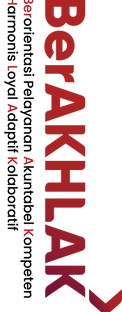 BerAKHLAK
Berorientasi Pelayanan Akuntabel Kompeten
Harmonis Loyal Adaptif Kolaboratif